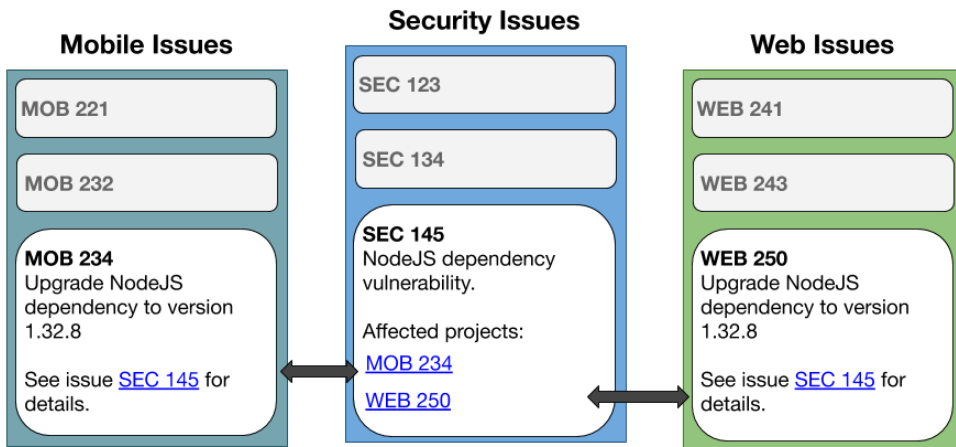 Mobile Issues
MOB 221
MOB 232
MOB 234
Upgrade NodeJS
dependency to version
1.32.8
See issue SEC 145 for
details.
Security Issues
SEC 123
SEC 134
SEC 145
NodeJS dependency
vulnerability.
Affected projects:
MOB 234
WEB 250
Web Issues
WEB 241
WEB 243
WEB 250
Upgrade NodeJS
dependency to version
1.32.8
See issue SEC 145 for
details.